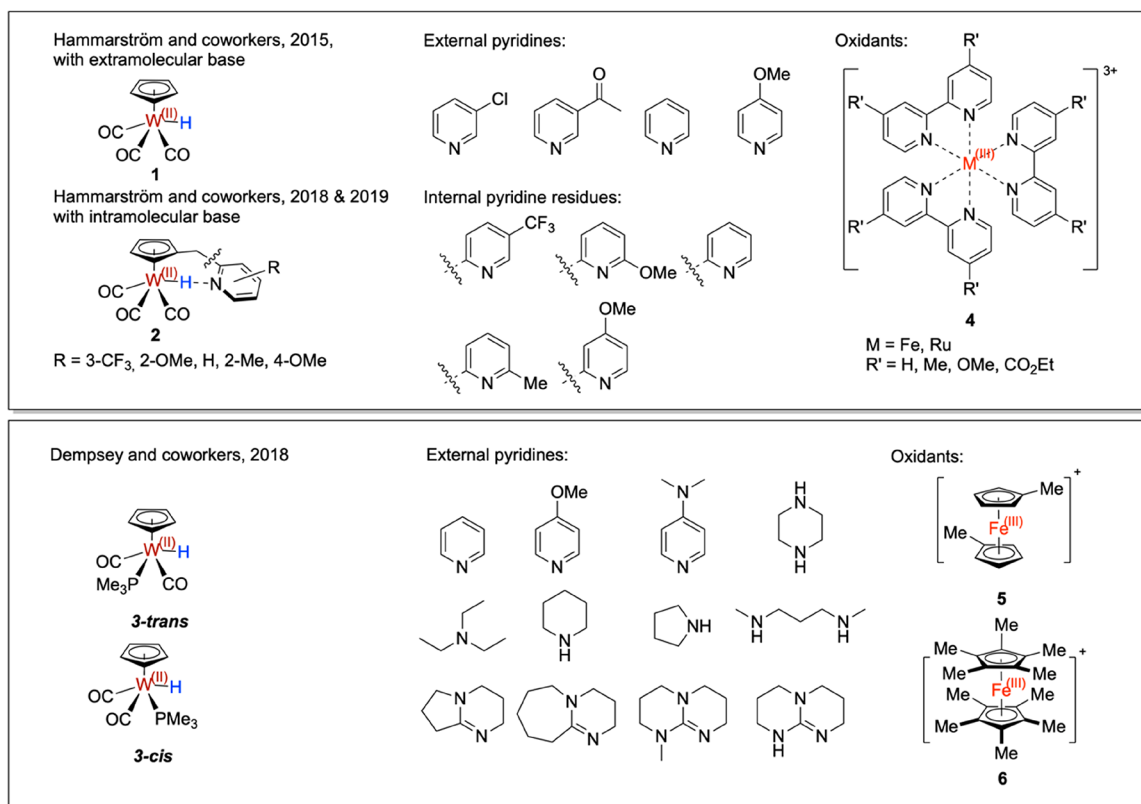 Hammarström and coworkers, 2015,
with extramolecular base
W(II) H
OC CO
OC
1
Hammarström and coworkers, 2018 & 2019
with intramolecular base
R
W(II) H N
OC CO
OC
2
R = 3-CF3, 2-OMe, H, 2-Me, 4-OMe
External pyridines:
Cl O OMe
N N N N
Internal pyridine residues:
CF3
N N OMe N
OMe
N Me N
Oxidants:
R'
3+
R' R'
N
N N
M(III)
N N
N
R' R'
R'
4
M = Fe, Ru
R' = H, Me, OMe, CO2Et
Dempsey and coworkers, 2018
W(II) H
OC
Me3P CO
3-trans
W(II) H
OC
OC PMe3
3-cis
External pyridines:
OMe N H
N
N N N N
H
N N NH N N
H H H
N N N N
N N N N N N
H
Oxidants:
+
Me
Fe(III)
Me
5
Me
Me Me +
Me Me
Fe(III)
Me Me
Me Me
Me
6